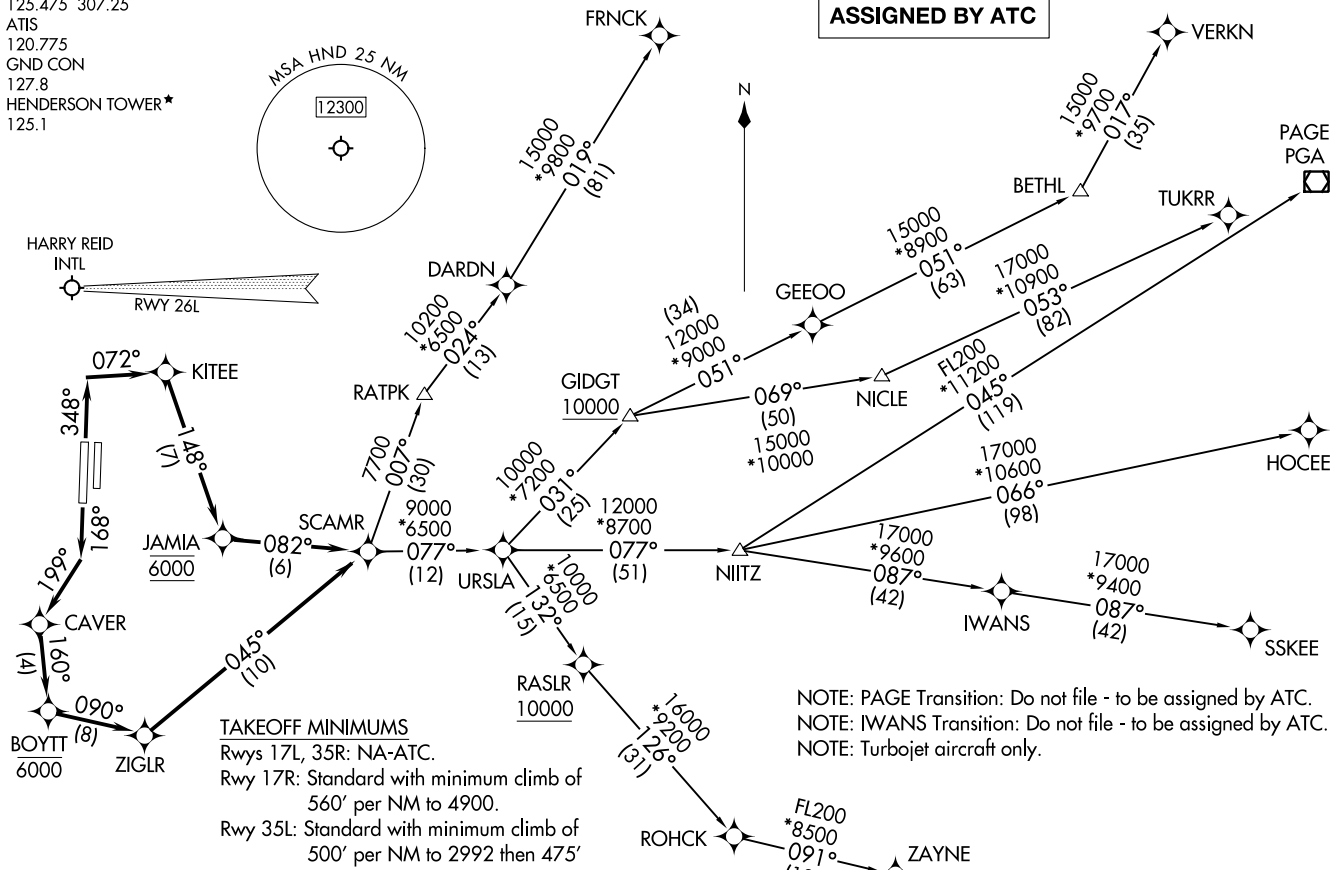 125.475 307.25
ATIS
120.775
GND CON
127.8
HENDERSON TOWER★
125.1
MSA HND 25 NM
12300
ASSIGNED BY ATC
N
FRNCK
VERKN
15000
*9800
019°
(81)
15000
*9700
017°
(35)
PAGE
PGA
BETHL
TUKRR
HARRY REID
INTL
RWY 26L
DARDN
15000
*8900
051°
(63)
17000
*10900
053°
(82)
GEEOO
10200
*6500
024°
(13)
(34)
12000
*9000
051°
072°
KITEE
RATPK
GIDGT
10000
069°
(50)
15000
*10000
NICLE
FL200
*11200
045°
(119)
348°
148°
(7)
7700
007°
(30)
10000
*7200
031°
(25)
17000
*10600
066°
(98)
HOCEE
168°
199°
JAMIA
6000
082°
(6)
SCAMR
9000
*6500
077°
(12)
URSLA
12000
*8700
077°
(51)
NIITZ
17000
*9600
087°
(42)
IWANS
17000
*9400
087°
(42)
SSKEE
CAVER
160°
(4)
045°
(10)
10000
*6500
132°
(15)
RASLR
10000
BOYTT
6000
090°
(8)
ZIGLR
TAKEOFF MINIMUMS
Rwys 17L, 35R: NA-ATC.
Rwy 17R: Standard with minimum climb of
560' per NM to 4900.
Rwy 35L: Standard with minimum climb of
500' per NM to 2992 then 475'
NOTE: PAGE Transition: Do not file - to be assigned by ATC.
NOTE: IWANS Transition: Do not file - to be assigned by ATC.
NOTE: Turbojet aircraft only.
16000
*9200
126°
(31)
ROHCK
FL200
*8500
091°
ZAYNE